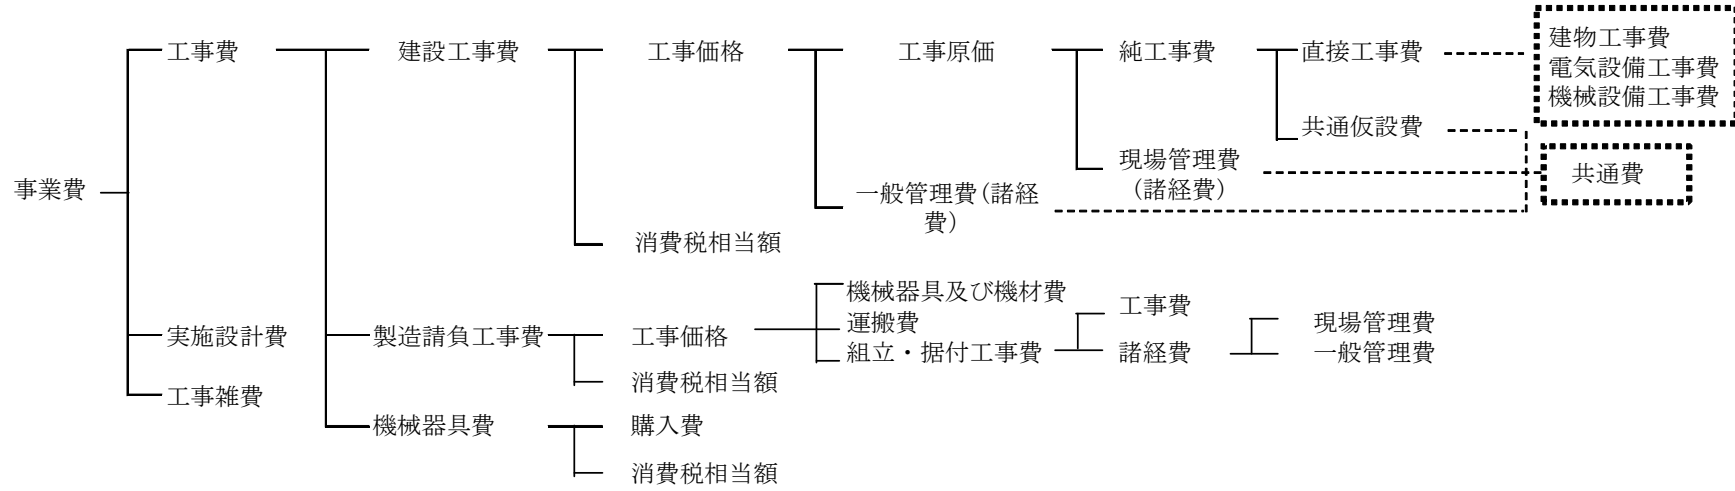 事業費
工事費
建設工事費
工事価格
工事原価
純工事費
直接工事費
建物工事費
電気設備工事費
機械設備工事費
共通仮設費
現場管理費
(諸経費)
共通費
一般管理費(諸経
費)
消費税相当額
実施設計費
製造請負工事費
工事価格
機械器具及び機材費
運搬費
組立・据付工事費
工事費
諸経費
現場管理費
一般管理費
消費税相当額
工事雑費
機械器具費
購入費
消費税相当額